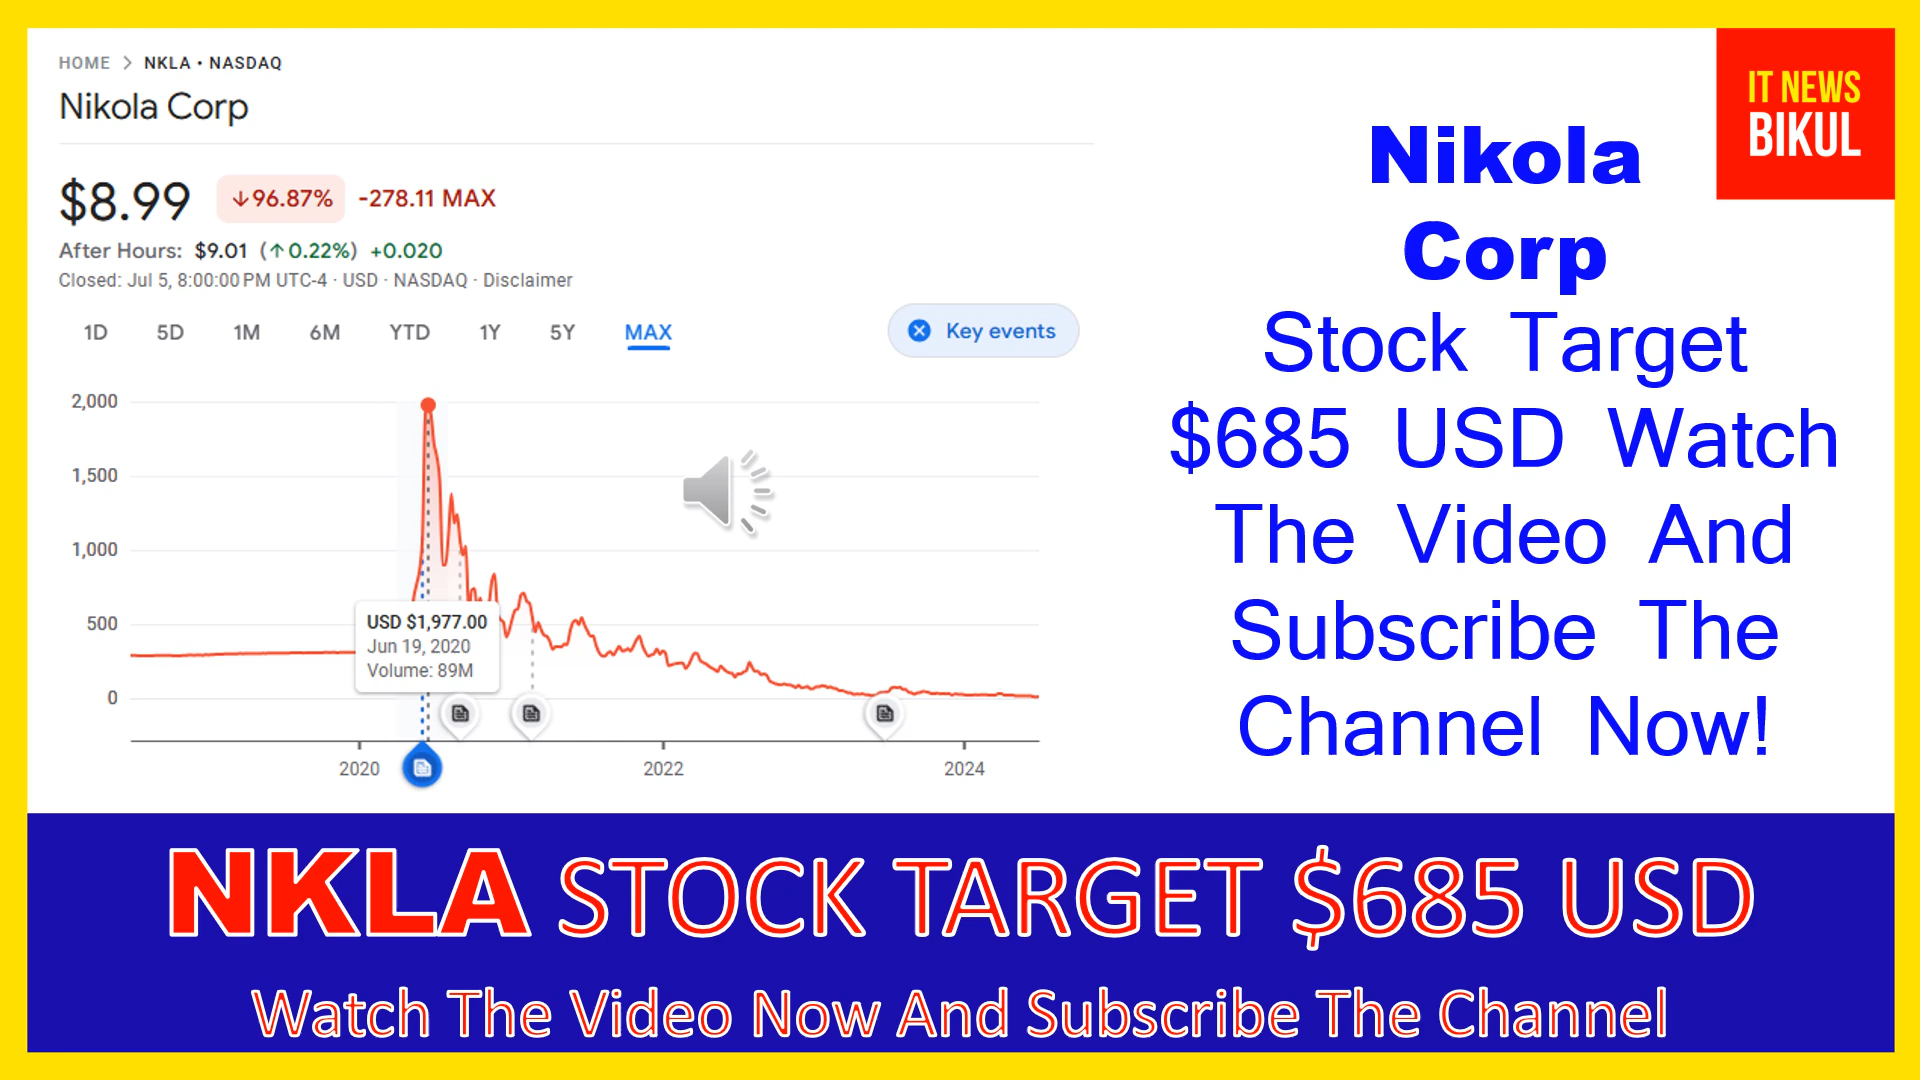 HOME > NKLA • NASDAQ
Nikola Corp
$8.99 ↓96.87% -278.11 MAX
After Hours: $9.01 (↑0.22%) +0.020
Closed: Jul 5, 8:00:00 PM UTC-4 · USD · NASDAQ · Disclaimer
1D 5D 1M 6M YTD 1Y 5Y MAX
Key events
2,000
1,500
1,000
500
0
USD $1,977.00
Jun 19, 2020
Volume: 89M
2020 2022 2024
IT NEWS
BIKUL
Nikola
Corp
Stock Target
$685 USD Watch
The Video And
Subscribe The
Channel Now!
NKLA STOCK TARGET $685 USD
Watch The Video Now And Subscribe The Channel